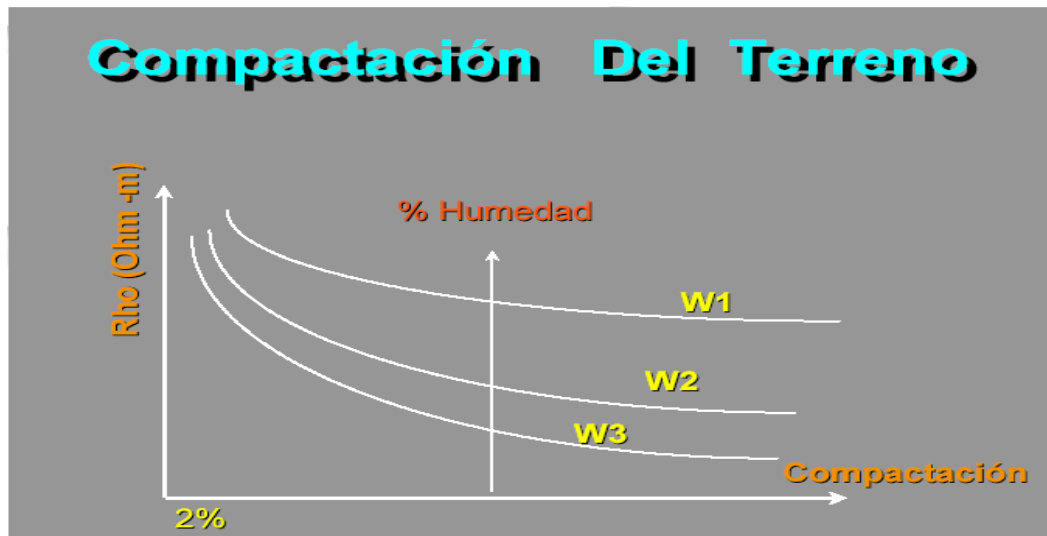 Compactación Del Terreno
Rho (Ohm -m)
% Humedad
W1
W2
W3
Compactación
2%